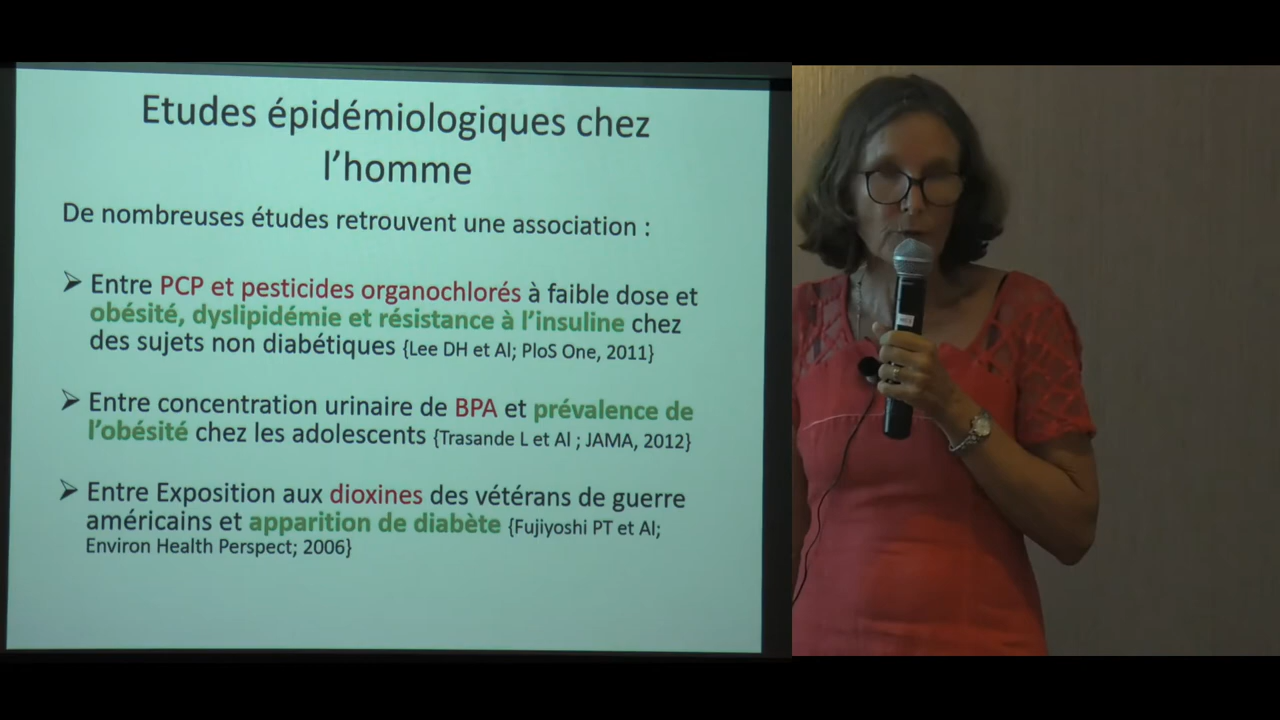 Etudes épidémiologiques chez
l'homme
De nombreuses études retrouvent une association :
➢ Entre PCP et pesticides organochlorés à faible dose et
obésité, dyslipidémie et résistance à l'insuline chez
des sujets non diabétiques {Lee DH et Al; PloS One, 2011}
➢ Entre concentration urinaire de BPA et prévalence de
l'obésité chez les adolescents {Trasande L et Al ; JAMA, 2012}
➢ Entre Exposition aux dioxines des vétérans de guerre
américains et apparition de diabète {Fujiyoshi PT et Al;
Environ Health Perspect; 2006}